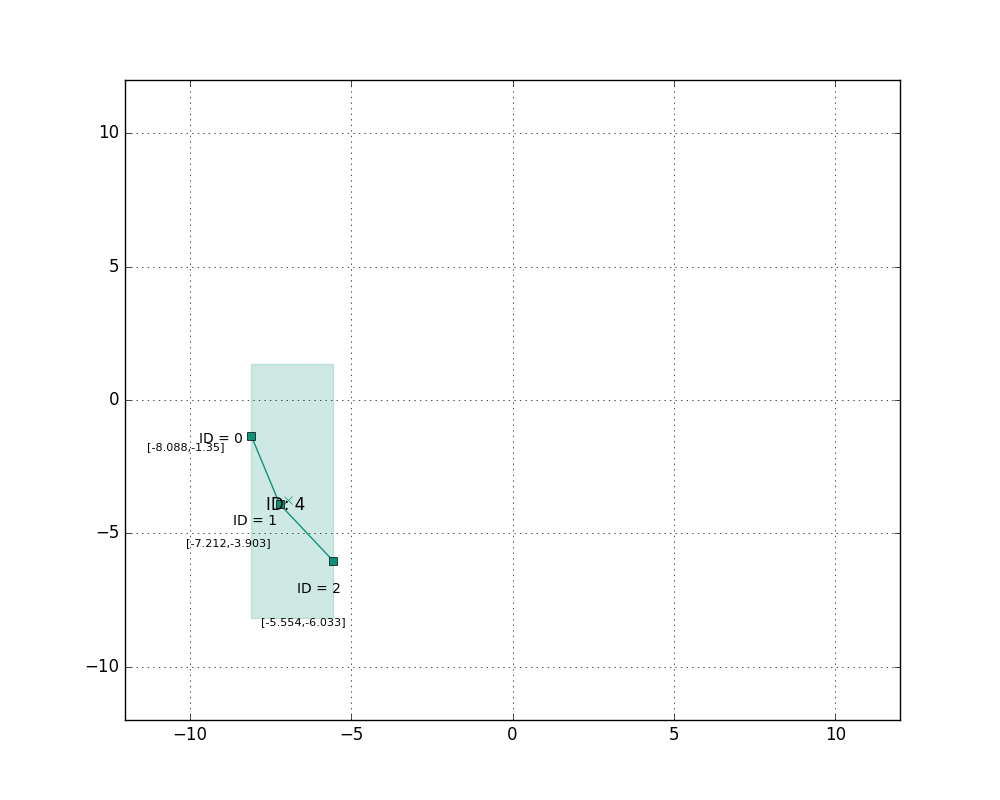 10
5
0
ID = 0
[-8.088,-1.35]
ID: 4
ID = 1
−5
[-7.212,-3.903]
ID = 2
[-5.554,-6.033]
−10
−10 −5 0 5 10